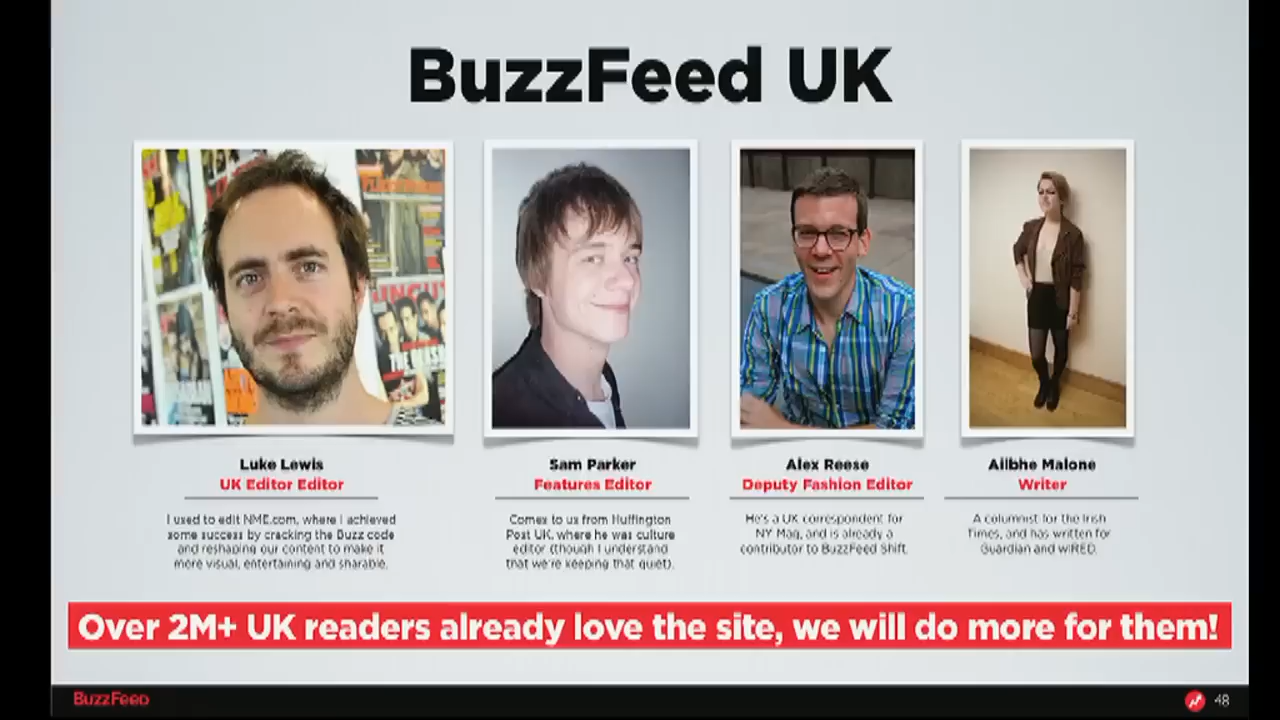 BuzzFeed UK
UNCUT
Luke Lewis
UK Editor Editor
I used to edit NME.com, where I achieved
some success by cracking the Buzz code
and reshaping our content to make it
more visual, entertaining and sharable.
Sam Parker
Features Editor
Comes to us from Huffington
Post UK, where he was culture
editor (though I understand
that we're keeping that quiet).
Alex Reese
Deputy Fashion Editor
He's a UK correspondent for
NY Mag, and is already a
contributor to BuzzFeed Shift.
Ailbhe Malone
Writer
A columnist for the Irish
Times, and has written for
Guardian and WIRED.
Over 2M+ UK readers already love the site, we will do more for them!
BuzzFeed
48